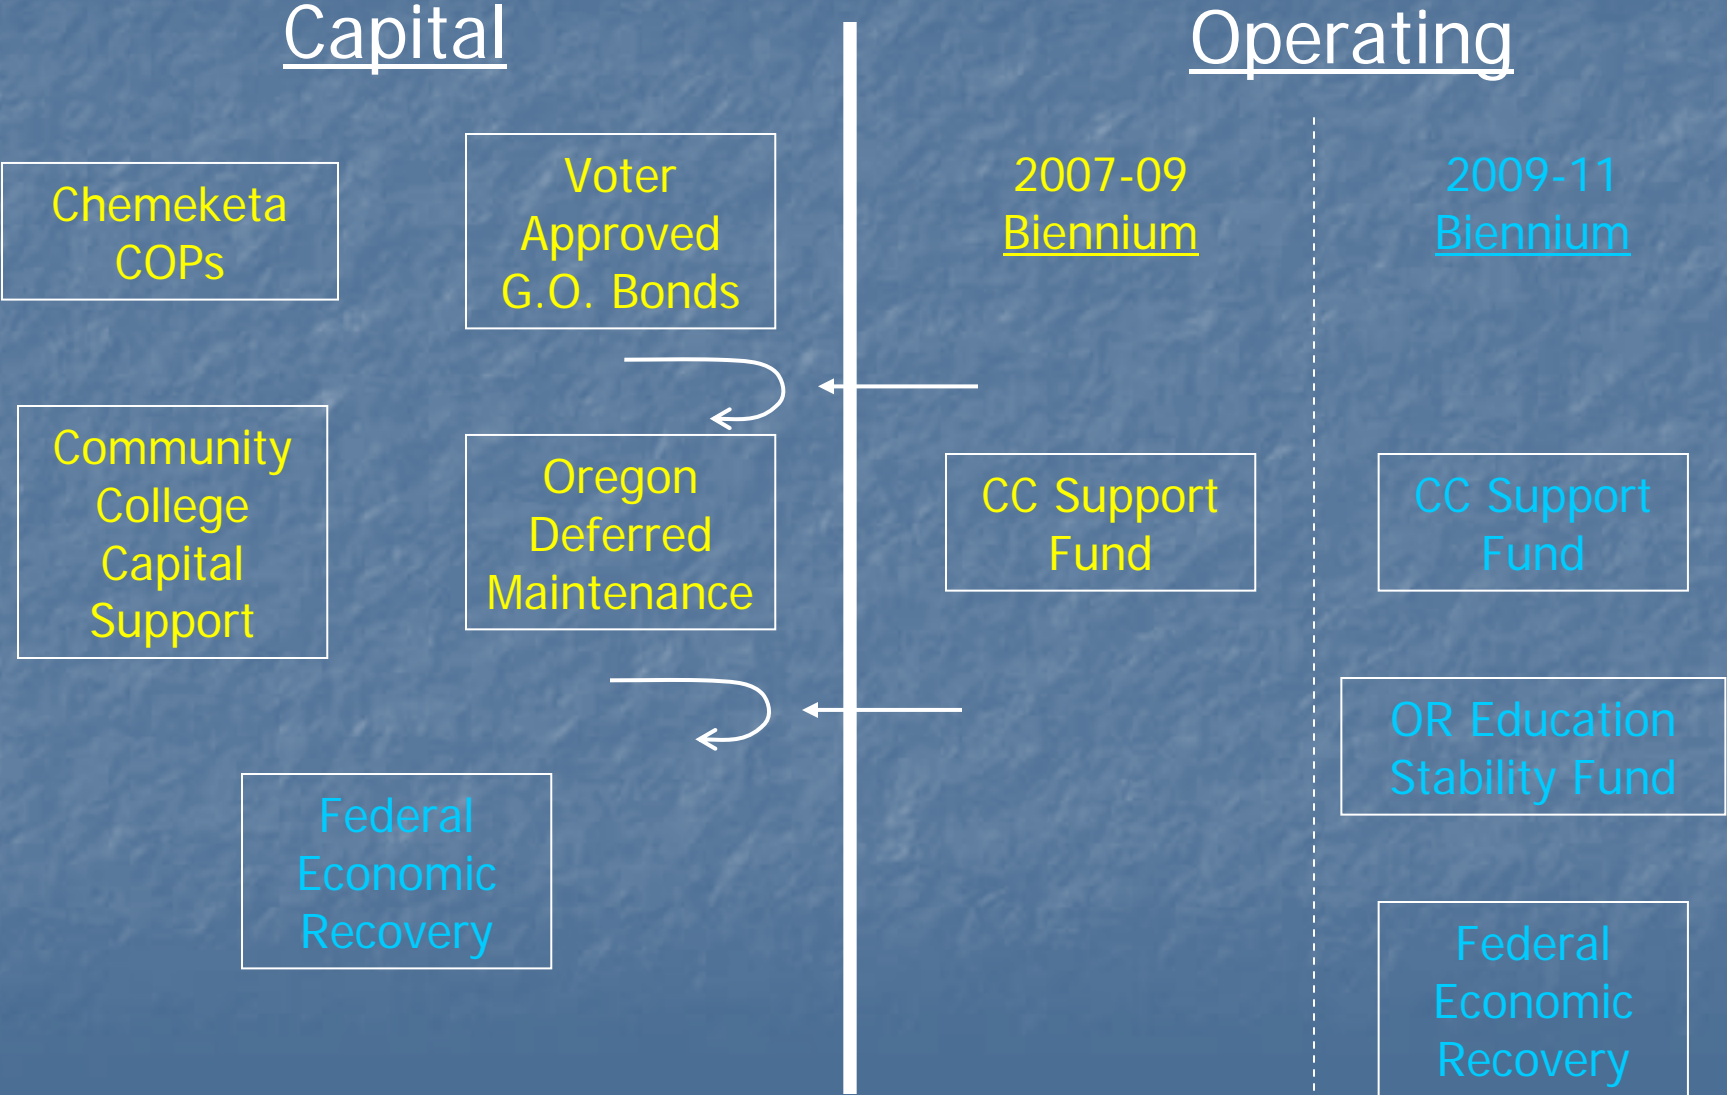 Capital
Chemeketa
COPs
Voter
Approved
G.O. Bonds
Community
College
Capital
Support
Oregon
Deferred
Maintenance
Federal
Economic
Recovery
Operating
2007-09
Biennium
CC Support
Fund
2009-11
Biennium
CC Support
Fund
OR Education
Stability Fund
Federal
Economic
Recovery